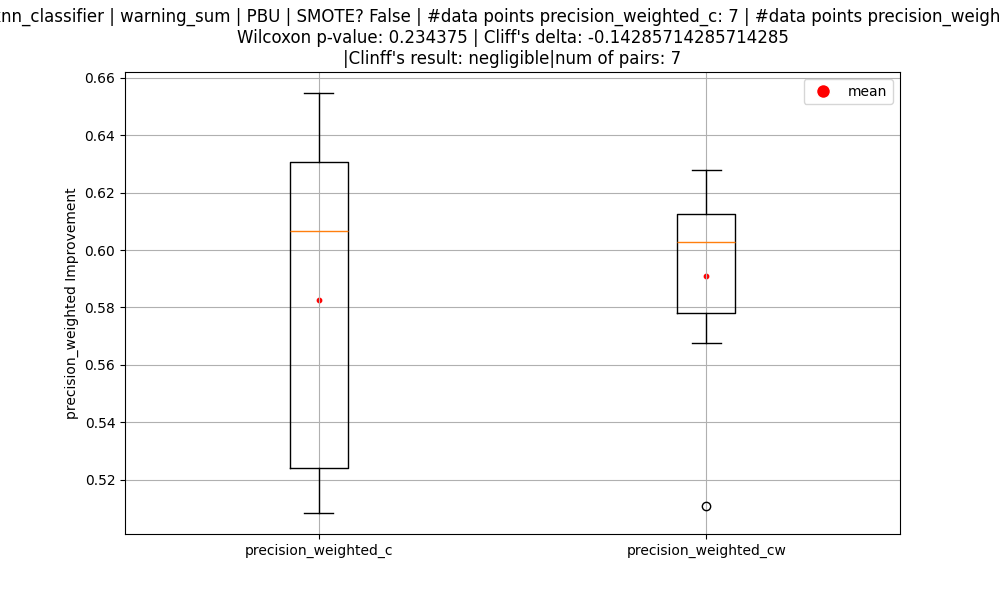 nn_classifier | warning_sum | PBU | SMOTE? False | #data points precision_weighted_c: 7 | #data points precision_weigh
Wilcoxon p-value: 0.234375 | Cliff's delta: -0.14285714285714285
|Clinff's result: negligible|num of pairs: 7
mean
0.66
0.64
0.62
0.60
0.58
0.56
0.54
0.52
precision_weighted Improvement
precision_weighted_c
precision_weighted_cw